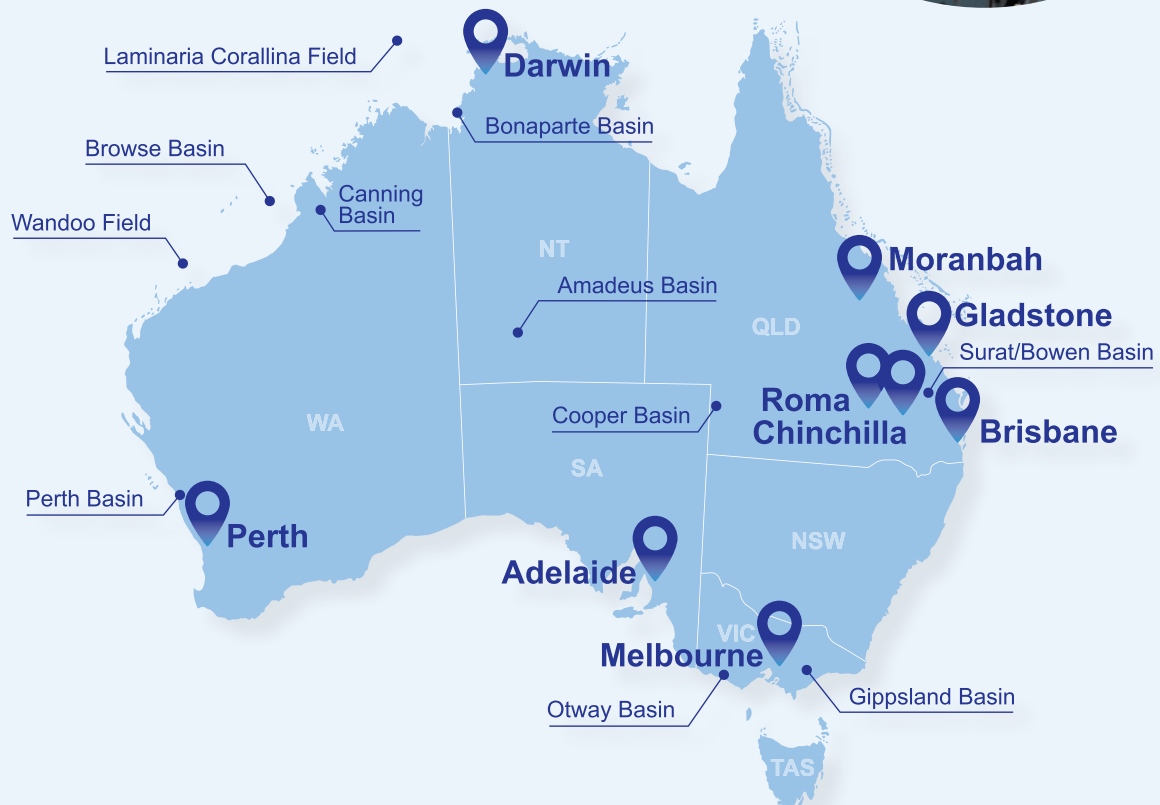 Laminaria Corallina Field
Darwin
Bonaparte Basin
Browse Basin
Canning
Basin
Wandoo Field
NT
Moranbah
Amadeus Basin
Gladstone
QLD
Surat/Bowen Basin
Roma
Cooper Basin
WA
Chinchilla
Brisbane
SA
Perth Basin
Perth
NSW
Adelaide
VIC
Melbourne
Gippsland Basin
Otway Basin
TAS